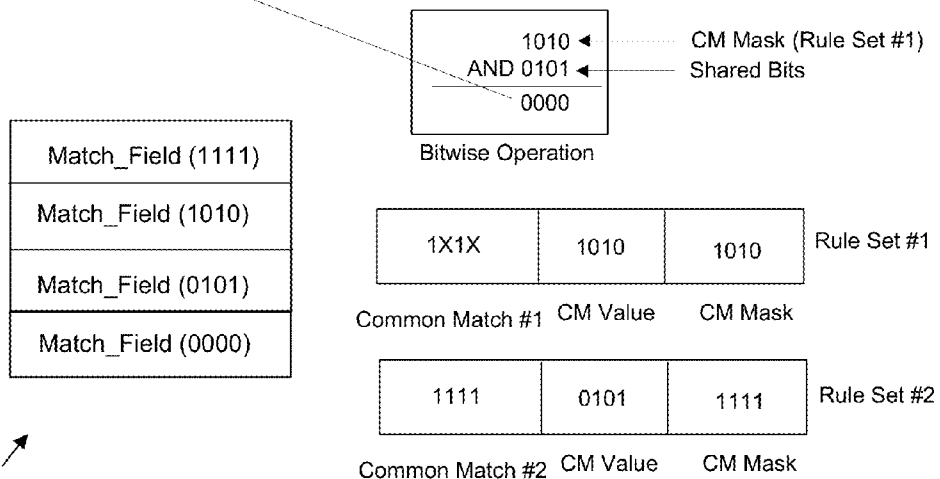 1010
CM Mask (Rule Set #1)
AND 0101
Shared Bits
0000
Bitwise Operation
Match_Field (1111)
Match_Field (1010)
Match_Field (0101)
Match_Field (0000)
1X1X
1010
1010
Rule Set #1
Common Match #1
CM Value
CM Mask
1111
0101
1111
Rule Set #2
Common Match #2
CM Value
CM Mask